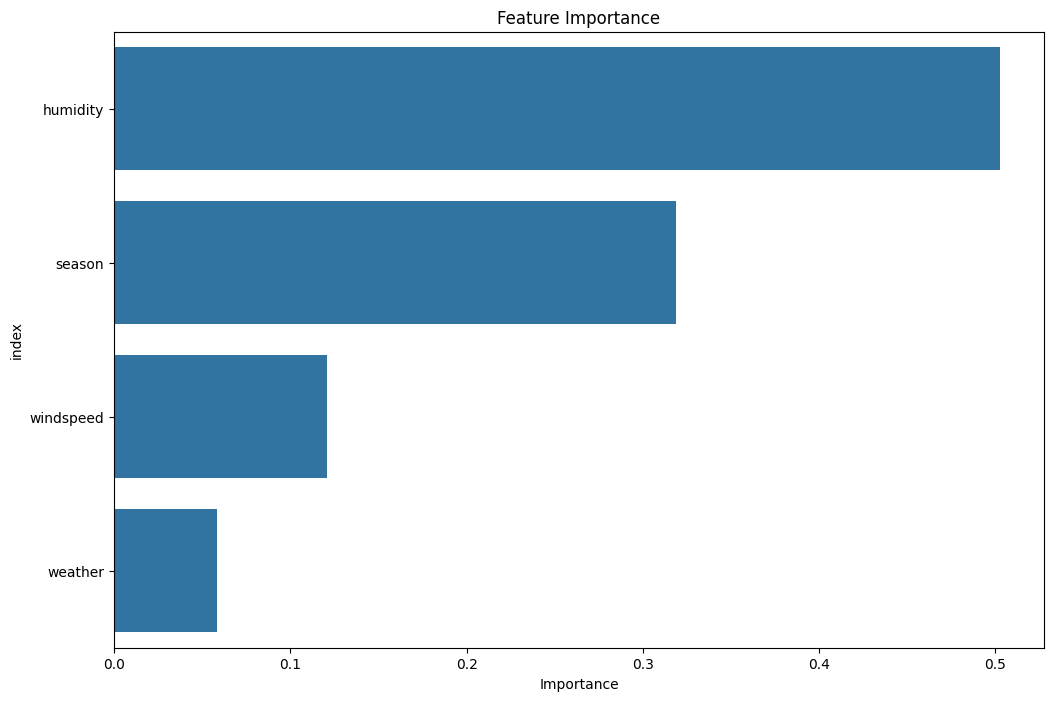 Feature Importance
humidity
season
windspeed
weather
index
0.0 0.1 0.2 0.3 0.4 0.5
Importance